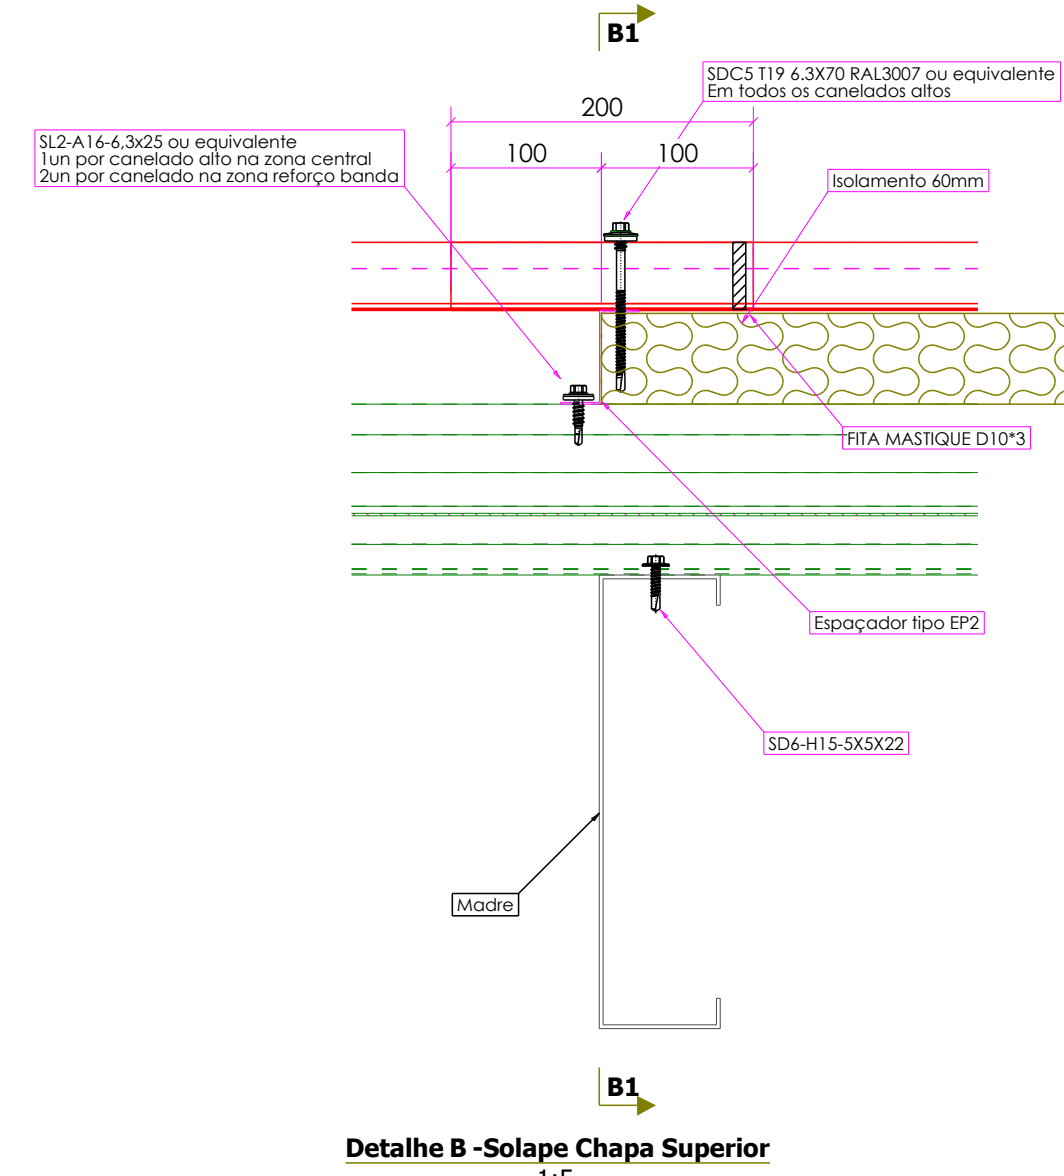 B1
SDC5 T19 6.3X70 RAL3007 ou equivalente
Em todos os canelados altos
200
SL2-A16-6,3x25 ou equivalente
1un por canelado alto na zona central
2un por canelado na zona reforço banda
100
100
Isolamento 60mm
FITA MASTIQUE D10*3
Espaçador tipo EP2
SD6-H15-5X5X22
Madre
B1
Detalhe B -Solape Chapa Superior